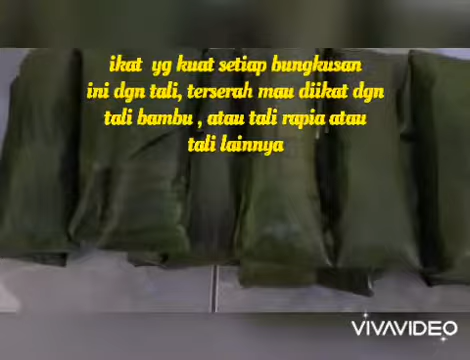 ikat yg kuat setiap bungkusan
ini dgn tali, terserah mau diikat dgn
tali bambu , atau tali rapia atau
tali lainnya
VIVAVIDEO